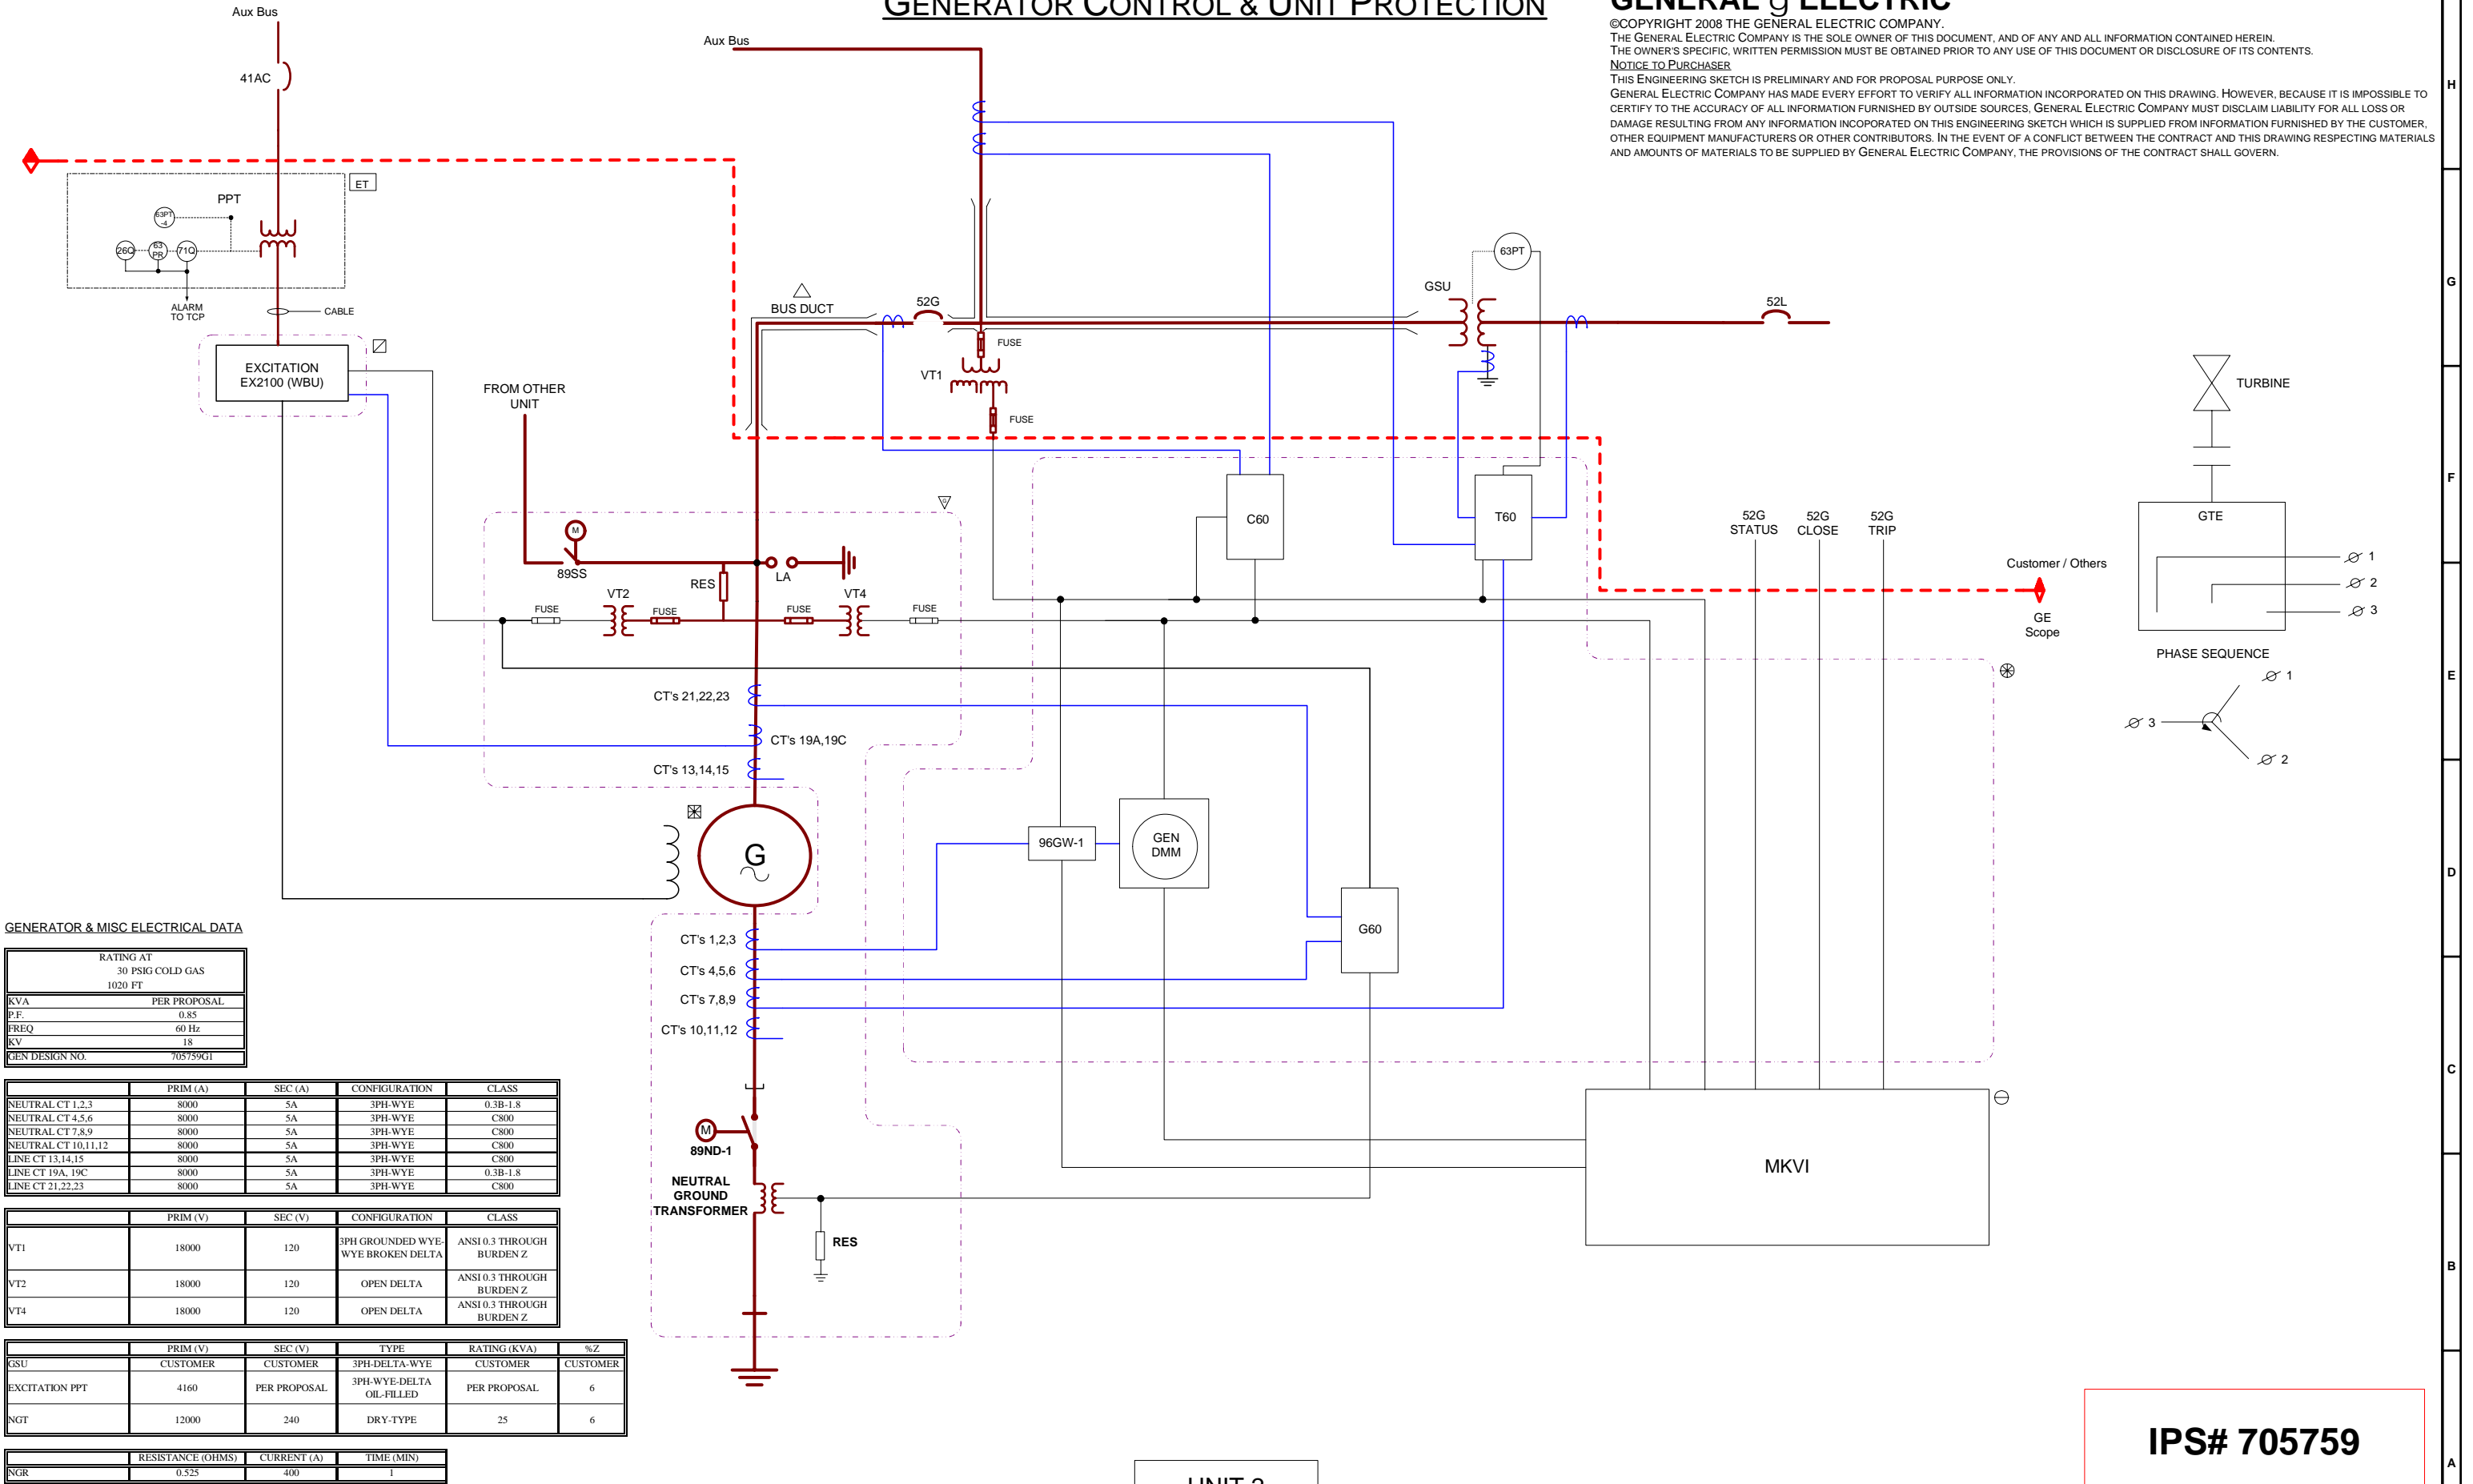 GENERATOR CONTROL & UNIT PROTECTION
GENERAL g ELECTRIC
©COPYRIGHT 2008 THE GENERAL ELECTRIC COMPANY.
THE GENERAL ELECTRIC COMPANY IS THE SOLE OWNER OF THIS DOCUMENT, AND OF ANY AND ALL INFORMATION CONTAINED HEREIN.
THE OWNER'S SPECIFIC, WRITTEN PERMISSION MUST BE OBTAINED PRIOR TO ANY USE OF THIS DOCUMENT OR DISCLOSURE OF ITS CONTENTS.
NOTICE TO PURCHASER
THIS ENGINEERING SKETCH IS PRELIMINARY AND FOR PROPOSAL PURPOSE ONLY.
GENERAL ELECTRIC COMPANY HAS MADE EVERY EFFORT TO VERIFY ALL INFORMATION INCORPORATED ON THIS DRAWING. HOWEVER, BECAUSE IT IS IMPOSSIBLE TO
CERTIFY TO THE ACCURACY OF ALL INFORMATION FURNISHED BY OUTSIDE SOURCES, GENERAL ELECTRIC COMPANY MUST DISCLAIM LIABILITY FOR ALL LOSS OR
DAMAGE RESULTING FROM ANY INFORMATION INCOPORATED ON THIS ENGINEERING SKETCH WHICH IS SUPPLIED FROM INFORMATION FURNISHED BY THE CUSTOMER,
OTHER EQUIPMENT MANUFACTURERS OR OTHER CONTRIBUTORS. IN THE EVENT OF A CONFLICT BETWEEN THE CONTRACT AND THIS DRAWING RESPECTING MATERIALS
AND AMOUNTS OF MATERIALS TO BE SUPPLIED BY GENERAL ELECTRIC COMPANY, THE PROVISIONS OF THE CONTRACT SHALL GOVERN.
Aux Bus
41AC
Aux Bus
ET
PPT
63PT
-4
26Q
63
PR
71Q
ALARM
TO TCP
CABLE
EXCITATION
EX2100 (WBU)
FROM OTHER
UNIT
BUS DUCT
52G
FUSE
VT1
FUSE
GSU
63PT
52L
TURBINE
GTE
1
2
3
PHASE SEQUENCE
1
3
2
C60
T60
52G
STATUS
52G
CLOSE
52G
TRIP
Customer / Others
GE
Scope
M
89SS
RES
LA
VT2
VT4
FUSE
FUSE
FUSE
FUSE
CT's 21,22,23
CT's 19A,19C
CT's 13,14,15
G
96GW-1
GEN
DMM
G60
CT's 1,2,3
CT's 4,5,6
CT's 7,8,9
CT's 10,11,12
M
89ND-1
NEUTRAL
GROUND
TRANSFORMER
RES
MKVI
GENERATOR & MISC ELECTRICAL DATA
RATING AT
30 PSIG COLD GAS
1020 FT
KVA PER PROPOSAL
P.F. 0.85
FREQ 60 Hz
KV 18
GEN DESIGN NO. 705759G1
PRIM (A) SEC (A) CONFIGURATION CLASS
NEUTRAL CT 1,2,3 8000 5A 3PH-WYE 0.3B-1.8
NEUTRAL CT 4,5,6 8000 5A 3PH-WYE C800
NEUTRAL CT 7,8,9 8000 5A 3PH-WYE C800
NEUTRAL CT 10,11,12 8000 5A 3PH-WYE C800
LINE CT 13,14,15 8000 5A 3PH-WYE C800
LINE CT 19A, 19C 8000 5A 3PH-WYE 0.3B-1.8
LINE CT 21,22,23 8000 5A 3PH-WYE C800
PRIM (V) SEC (V) CONFIGURATION CLASS
VT1 18000 120 3PH GROUNDED WYE-WYE BROKEN DELTA ANSI 0.3 THROUGH BURDEN Z
VT2 18000 120 OPEN DELTA ANSI 0.3 THROUGH BURDEN Z
VT4 18000 120 OPEN DELTA ANSI 0.3 THROUGH BURDEN Z
PRIM (V) SEC (V) TYPE RATING (KVA) %Z
GSU CUSTOMER CUSTOMER 3PH-DELTA-WYE CUSTOMER CUSTOMER
EXCITATION PPT 4160 PER PROPOSAL 3PH-WYE-DELTA OIL-FILLED PER PROPOSAL 6
NGT 12000 240 DRY-TYPE 25 6
RESISTANCE (OHMS) CURRENT (A) TIME (MIN)
NGR 0.525 400 1
IPS# 705759
H
G
F
E
D
C
B
A